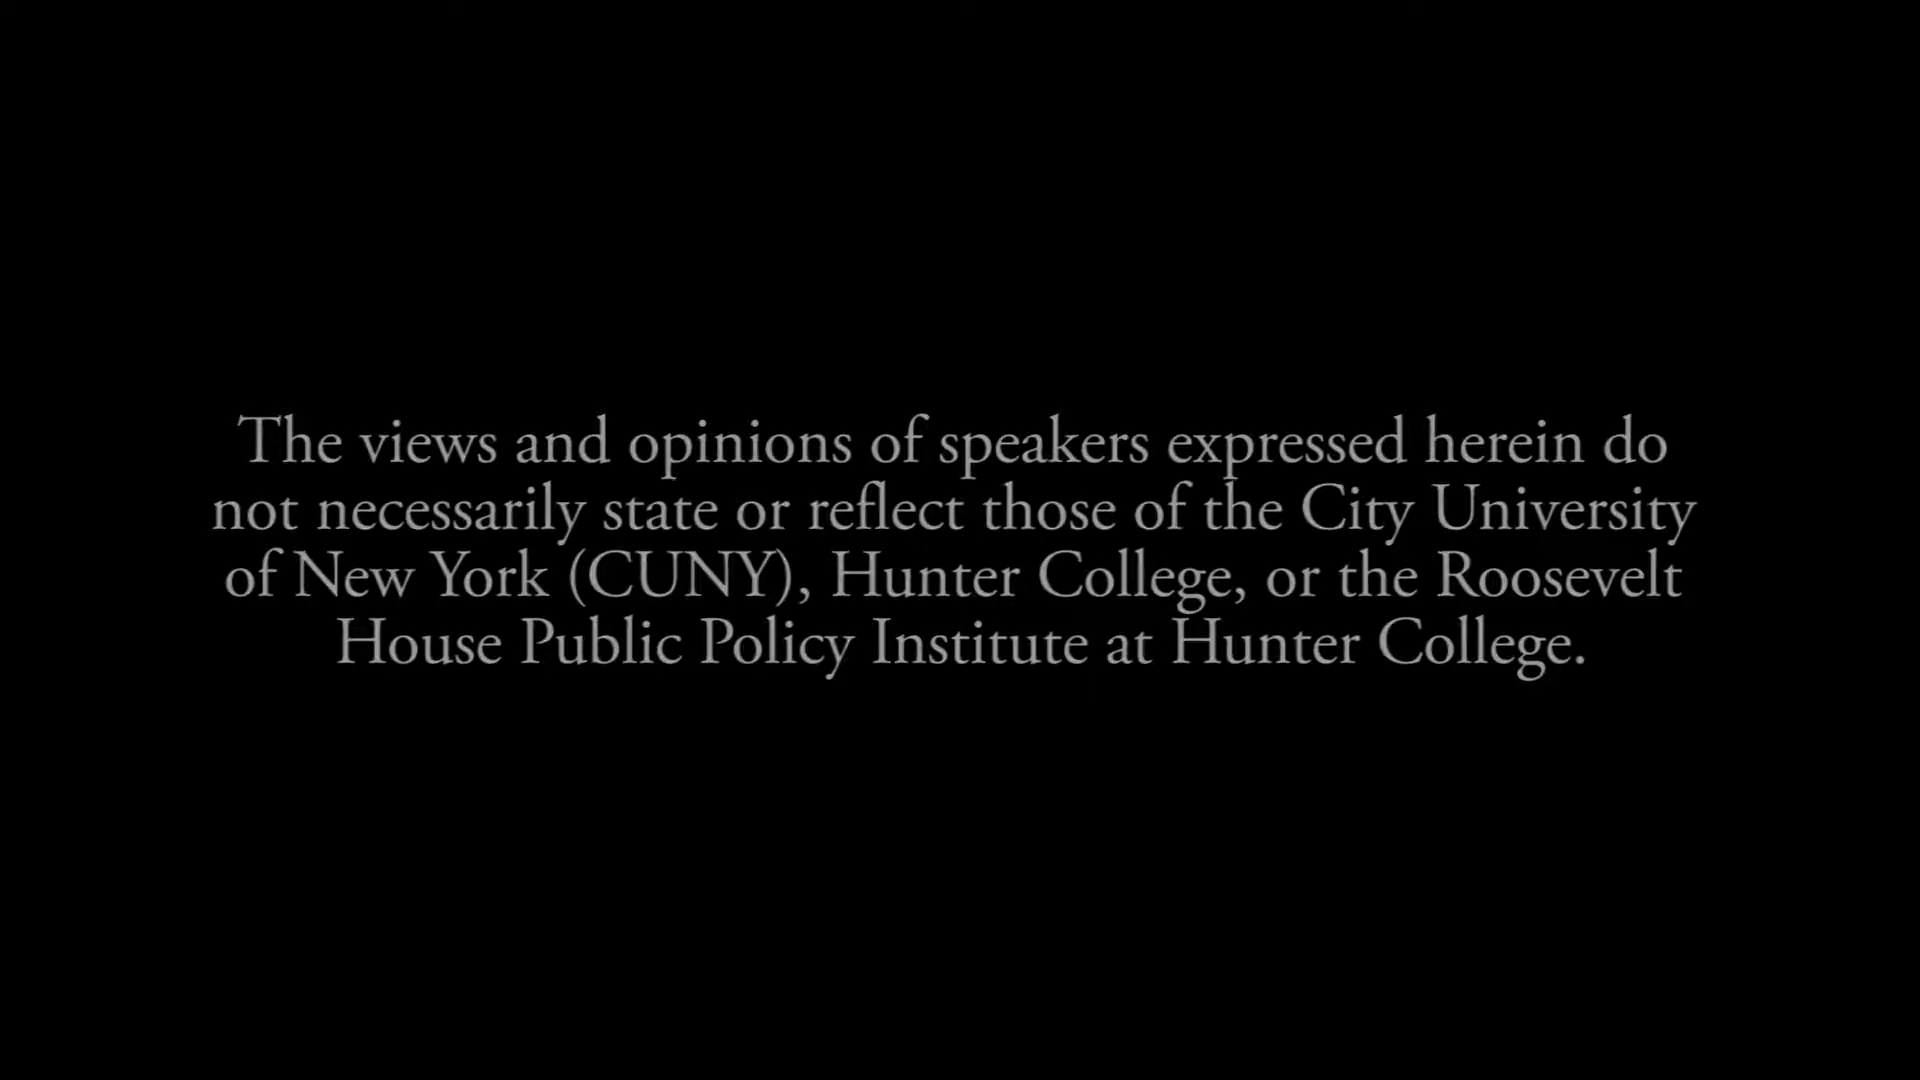 The views and opinions of speakers expressed herein do
not necessarily state or reflect those of the City University
of New York (CUNY), Hunter College, or the Roosevelt
House Public Policy Institute at Hunter College.